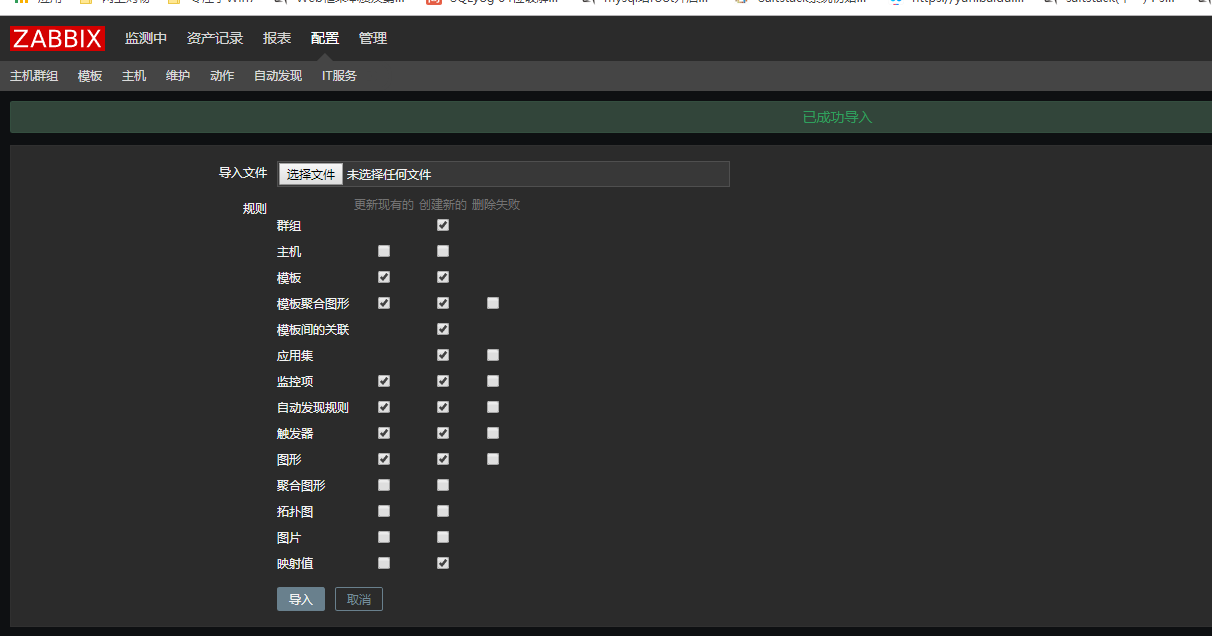 ZABBIX 监测中 资产记录 报表 配置 管理
主机群组 模板 主机 维护 动作 自动发现 IT服务
已成功导入
导入文件 选择文件 未选择任何文件
规则 更新现有的 创建新的 删除失败
群组
主机
模板
模板聚合图形
模板间的关联
应用集
监控项
自动发现规则
触发器
图形
聚合图形
拓扑图
图片
映射值
导入 取消